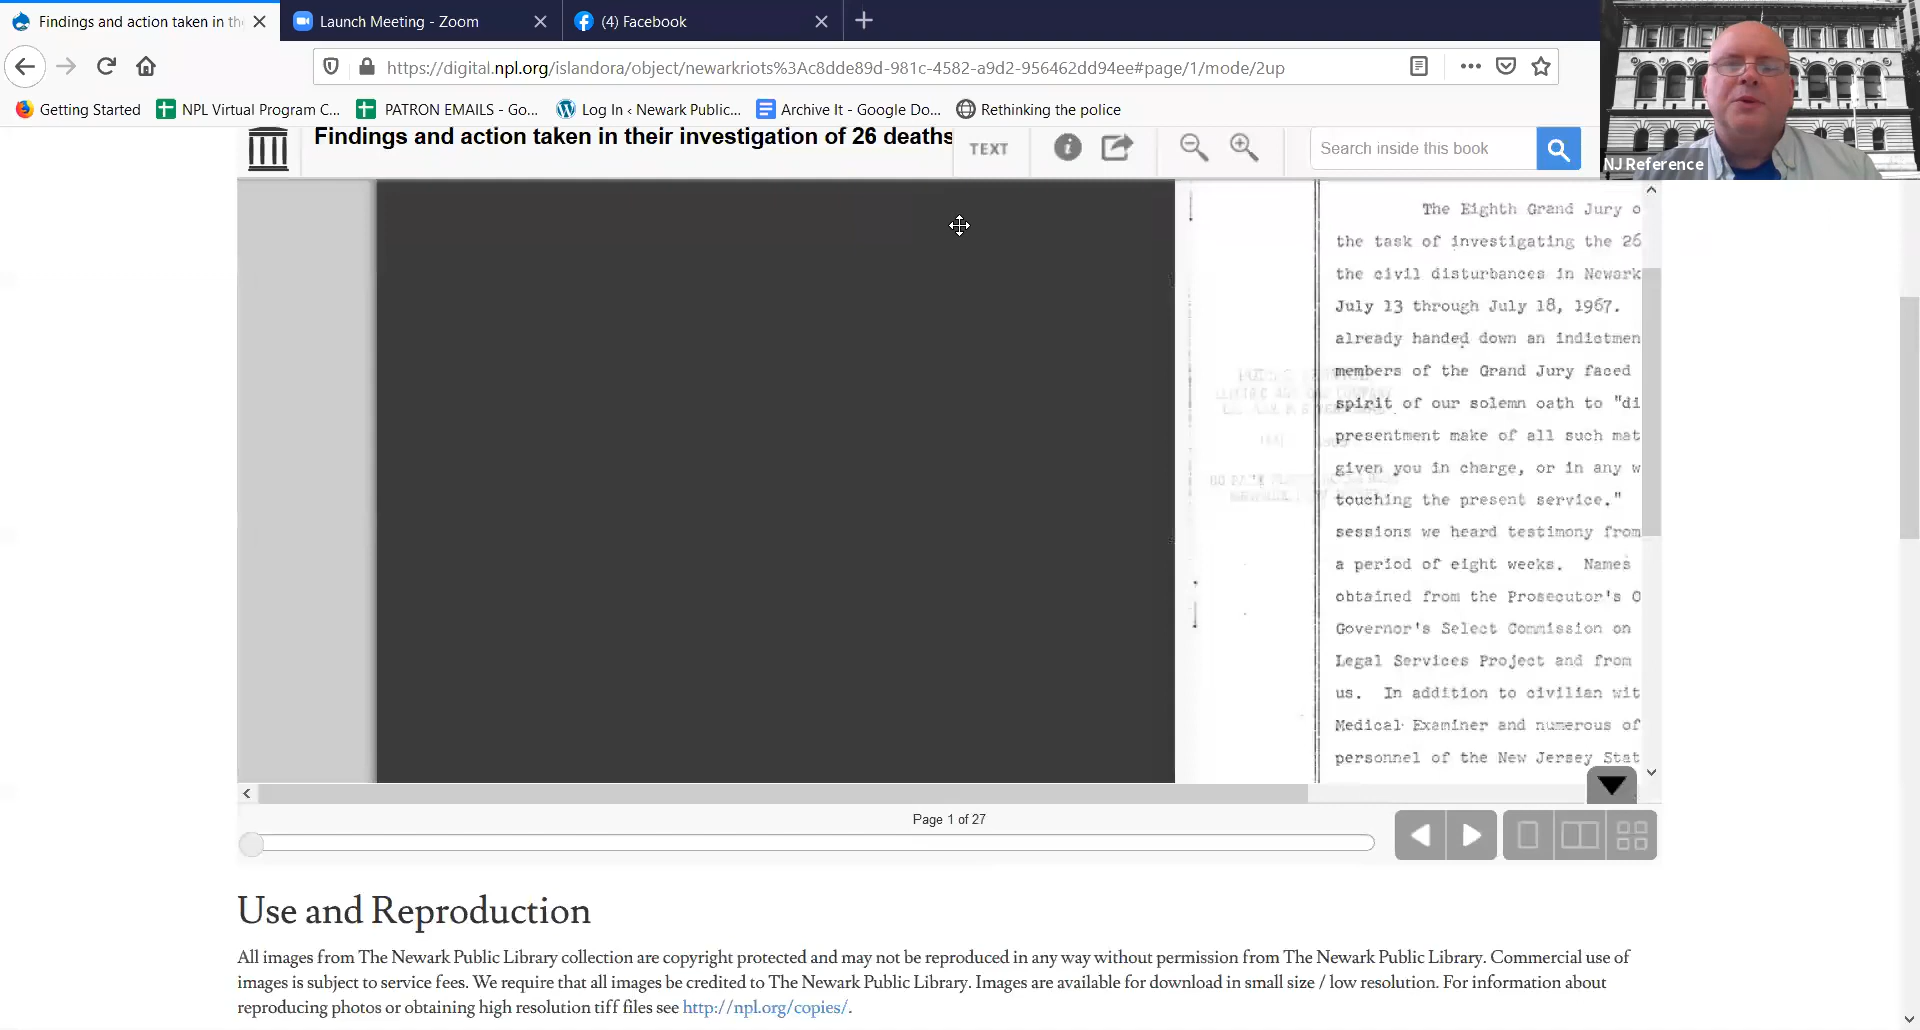 Findings and action taken in th
Launch Meeting - Zoom
(4) Facebook
https://digital.npl.org/islandora/object/newarkriots%3Ac8dde89d-981c-4582-a9d2-956462dd94ee#page/1/mode/2up
Getting Started
NPL Virtual Program C...
PATRON EMAILS - Go...
Log In ‹ Newark Public...
Archive It - Google Do...
Rethinking the police
NJ Reference
Findings and action taken in their investigation of 26 deaths
TEXT
Search inside this book
The Eighth Grand Jury o
the task of investigating the 26
the civil disturbances in Newark
July 13 through July 18, 1967.
already handed down an indictmen
members of the Grand Jury faced
spirit of our solemn oath to "di
presentment make of all such mat
given you in charge, or in any w
touching the present service."
sessions we heard testimony from
a period of eight weeks. Names
obtained from the Prosecutor's O
Governor's Select Commission on
Legal Services Project and from
us. In addition to civilian wit
Medical Examiner and numerous of
personnel of the New Jersey Stat
Page 1 of 27
Use and Reproduction
All images from The Newark Public Library collection are copyright protected and may not be reproduced in any way without permission from The Newark Public Library. Commercial use of
images is subject to service fees. We require that all images be credited to The Newark Public Library. Images are available for download in small size / low resolution. For information about
reproducing photos or obtaining high resolution tiff files see http://npl.org/copies/.